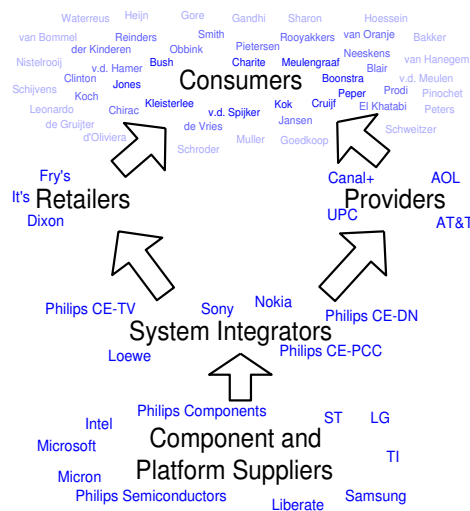 Waterreus Heijn Gore Gandhi Sharon Hoessein
van Bommel Reinders Smith Rooyakkers van Oranje Bakker
der Kinderen Obbink Pietersen Neeskens van Hanegem
Nistelrooij v.d. Hamer Bush Charite Meulengraaf Blair
Clinton Consumers Boonstra v.d. Meulen
Schijvens Jones Peper Prodi Pinochet
Koch Kleisterlee Kok Cruijf El Khatabi
Leonardo Chirac v.d. Spijker Jansen Peters
de Gruijter de Vries Schweitzer
d'Oliviera Muller Goedkoop
Schroder
Fry's Canal+ AOL
It's Retailers Providers
Dixon UPC AT&T
Philips CE-TV Sony Nokia Philips CE-DN
System Integrators
Loewe Philips CE-PCC
Philips Components ST LG
Intel
Microsoft Component and TI
Micron Platform Suppliers
Philips Semiconductors Liberate Samsung